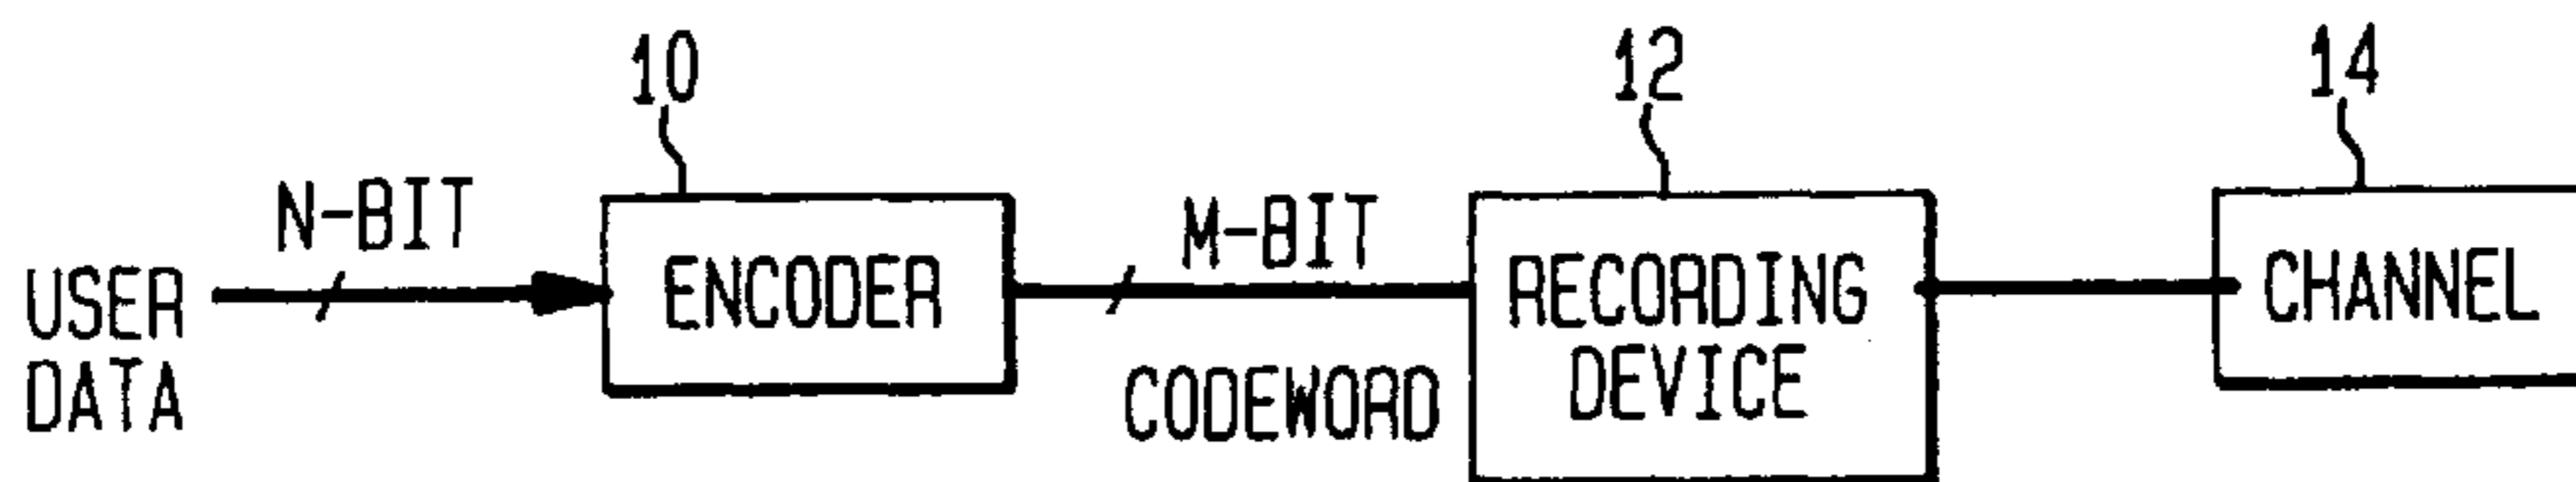 10
12
14
N-BIT
USER
DATA
ENCODER
M-BIT
CODEWORD
RECORDING
DEVICE
CHANNEL